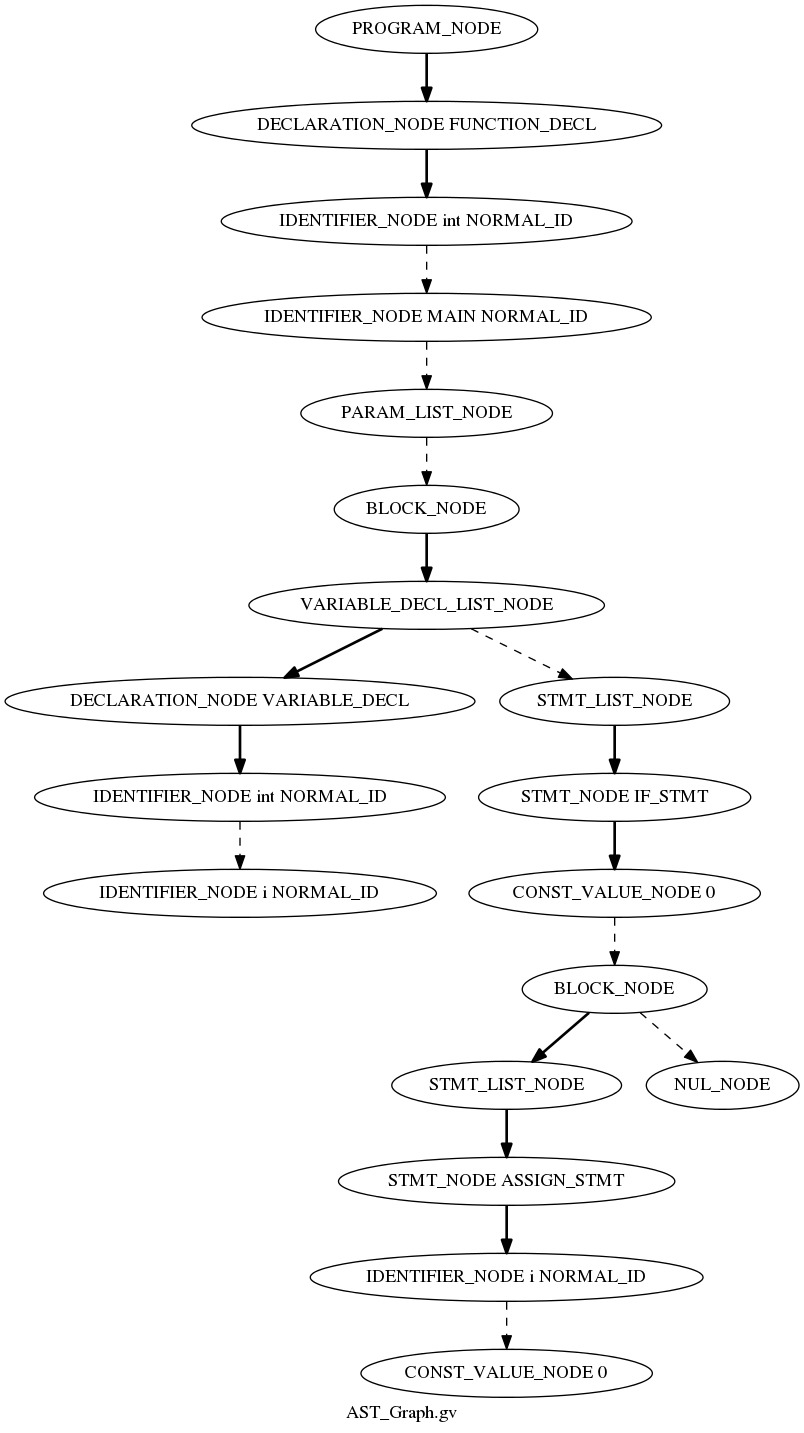 PROGRAM_NODE
DECLARATION_NODE FUNCTION_DECL
IDENTIFIER_NODE int NORMAL_ID
IDENTIFIER_NODE MAIN NORMAL_ID
PARAM_LIST_NODE
BLOCK_NODE
VARIABLE_DECL_LIST_NODE
DECLARATION_NODE VARIABLE_DECL
STMT_LIST_NODE
IDENTIFIER_NODE int NORMAL_ID
STMT_NODE IF_STMT
IDENTIFIER_NODE i NORMAL_ID
CONST_VALUE_NODE 0
BLOCK_NODE
STMT_LIST_NODE
NUL_NODE
STMT_NODE ASSIGN_STMT
IDENTIFIER_NODE i NORMAL_ID
CONST_VALUE_NODE 0
AST_Graph.gv